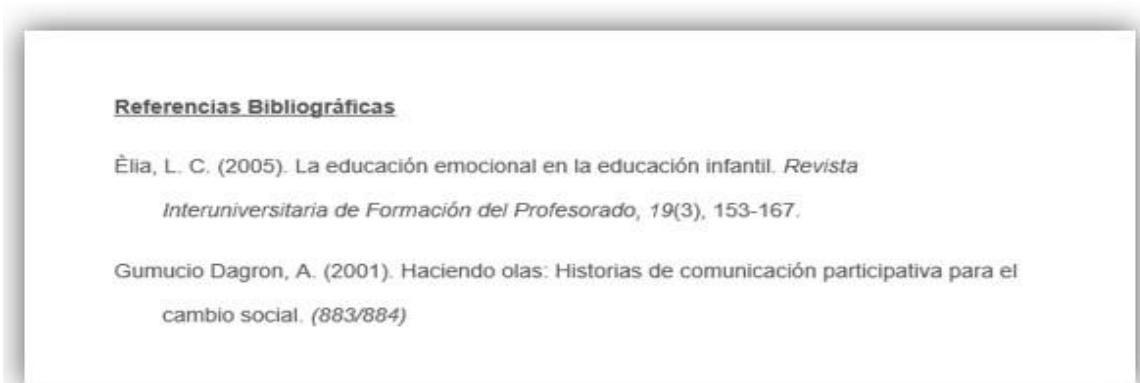 Referencias Bibliográficas
Èlia, L. C. (2005). La educación emocional en la educación infantil. Revista
Interuniversitaria de Formación del Profesorado, 19(3), 153-167.
Gumucio Dagron, A. (2001). Haciendo olas: Historias de comunicación participativa para el
cambio social. (883/884)